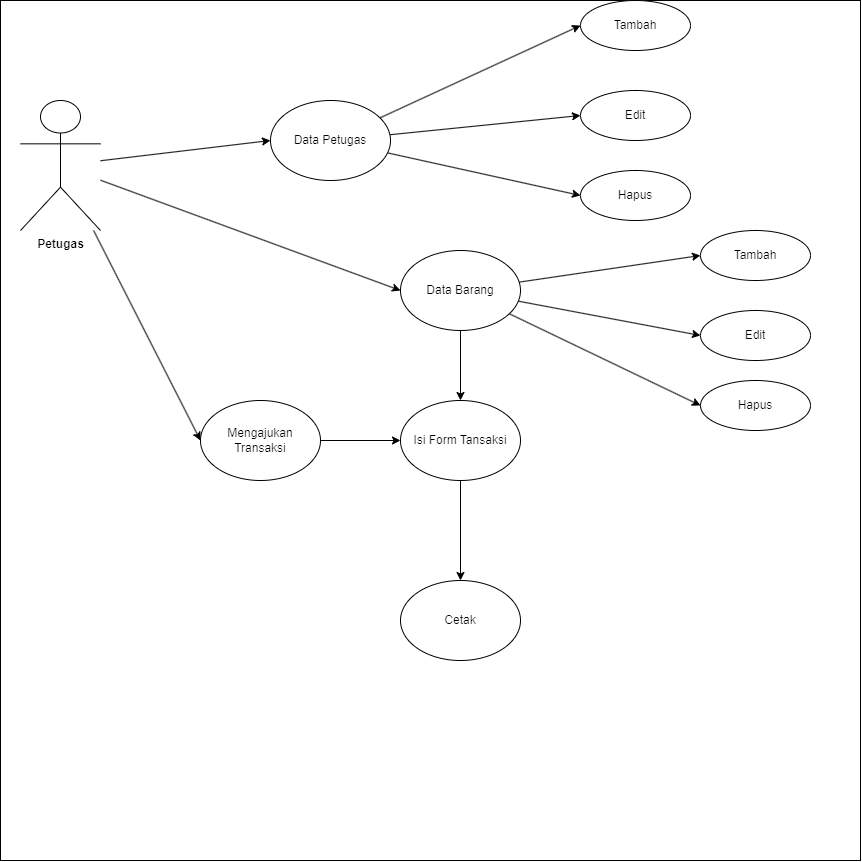 Tambah
Edit
Data Petugas
Hapus
Petugas
Tambah
Data Barang
Edit
Hapus
Mengajukan
Transaksi
Isi Form Tansaksi
Cetak